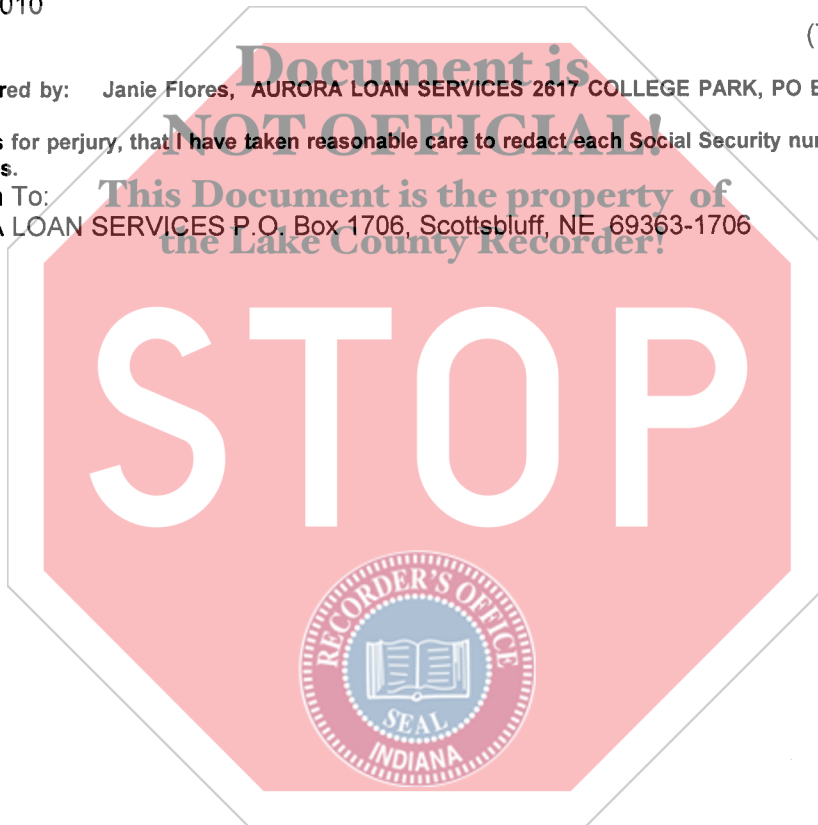 010
(
Document is
red by: Janie Flores, AURORA LOAN SERVICES 2617 COLLEGE PARK, PO
NOT OFFICIAL!
s for perjury, that I have taken reasonable care to redact each Social Security
s.
This Document is the property of
To:
LOAN SERVICES P.O. Box 1706, Scottsbluff, NE 69363-1706
the Lake County Recorder!
STOP
RECORDER'S OFFICE
SEAL
INDIANA